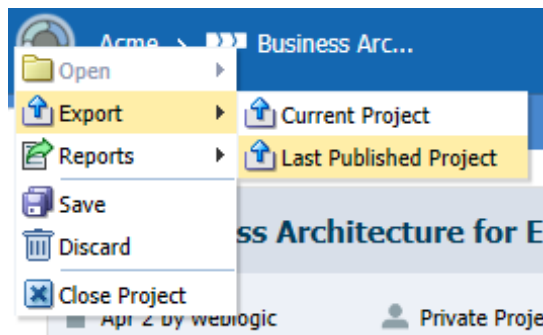 Acme > Business Arc...
Open
Export
Current Project
Reports
Last Published Project
Save
Discard
ss Architecture for E
Close Project
Apr 2 by weblogic
Private Proje